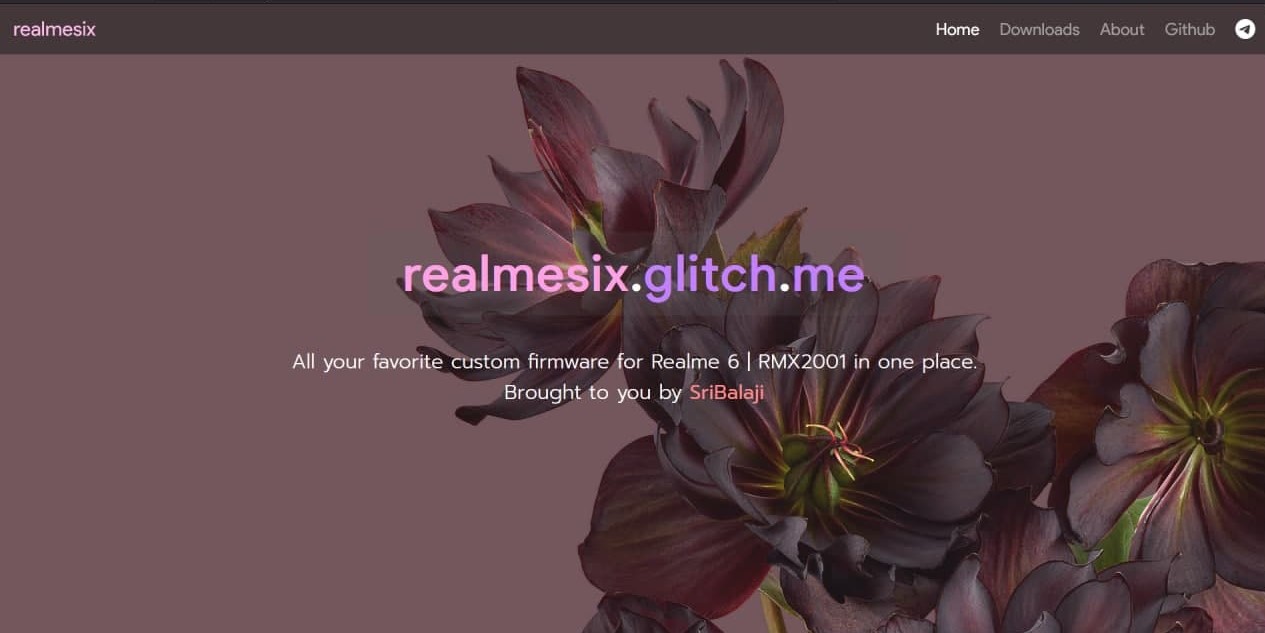 realmesix
Home Downloads About Github
realmesix.glitch.me
All your favorite custom firmware for Realme 6 | RMX2001 in one place.
Brought to you by SriBalaji